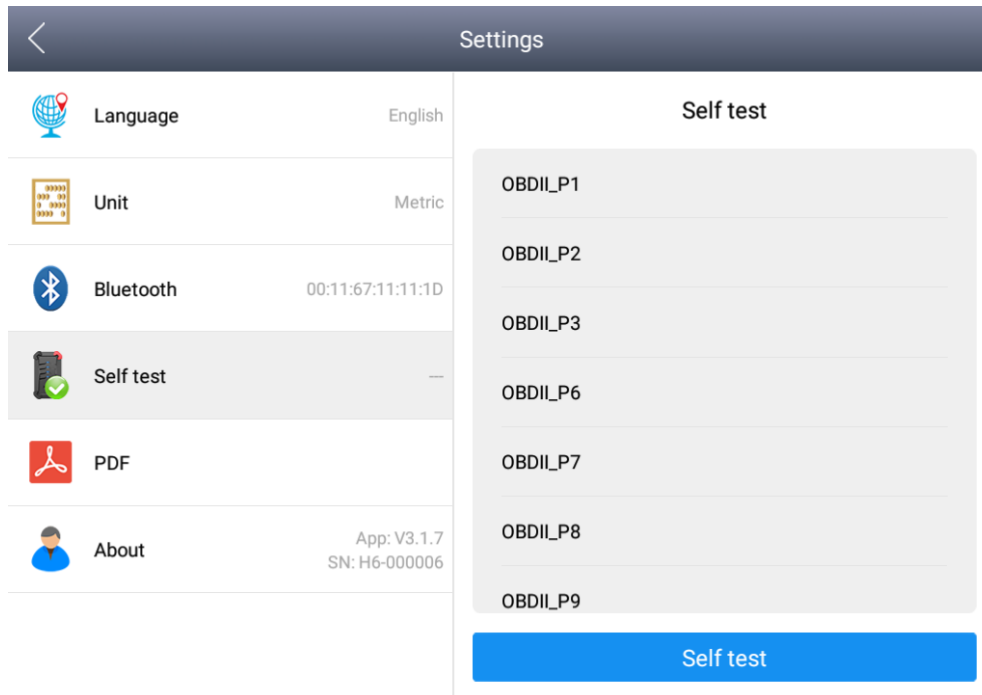 Settings
Language
English
Unit
Metric
Bluetooth
00:11:67:11:11:1D
Self test
---
PDF
About
App: V3.1.7
SN: H6-000006
Self test
OBDII_P1
OBDII_P2
OBDII_P3
OBDII_P6
OBDII_P7
OBDII_P8
OBDII_P9
Self test